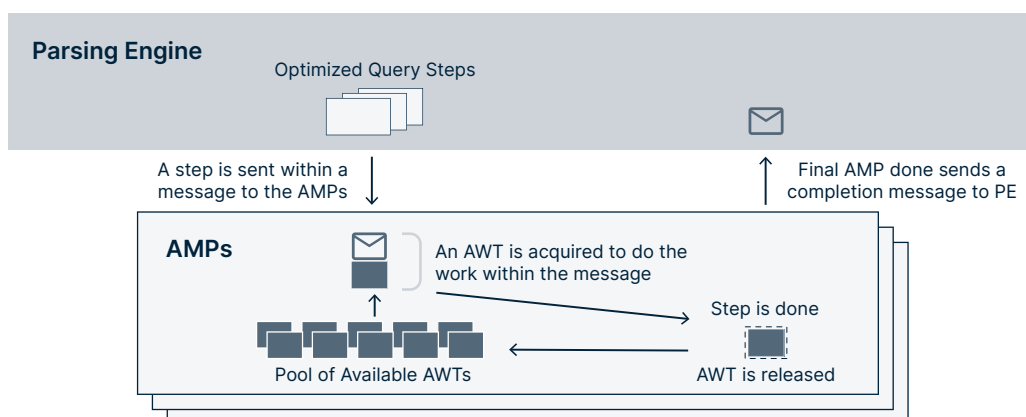 Parsing Engine
Optimized Query Steps
A step is sent within a
message to the AMPs
Final AMP done sends a
completion message to PE
AMPs
An AWT is acquired to do the
work within the message
Step is done
Pool of Available AWTs
AWT is released